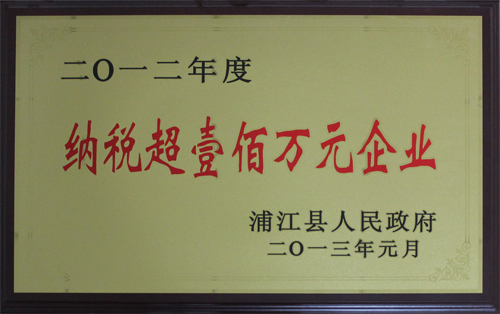 二〇一二年度
纳税超壹佰万元企业
浦江县人民政府
二〇一三年元月